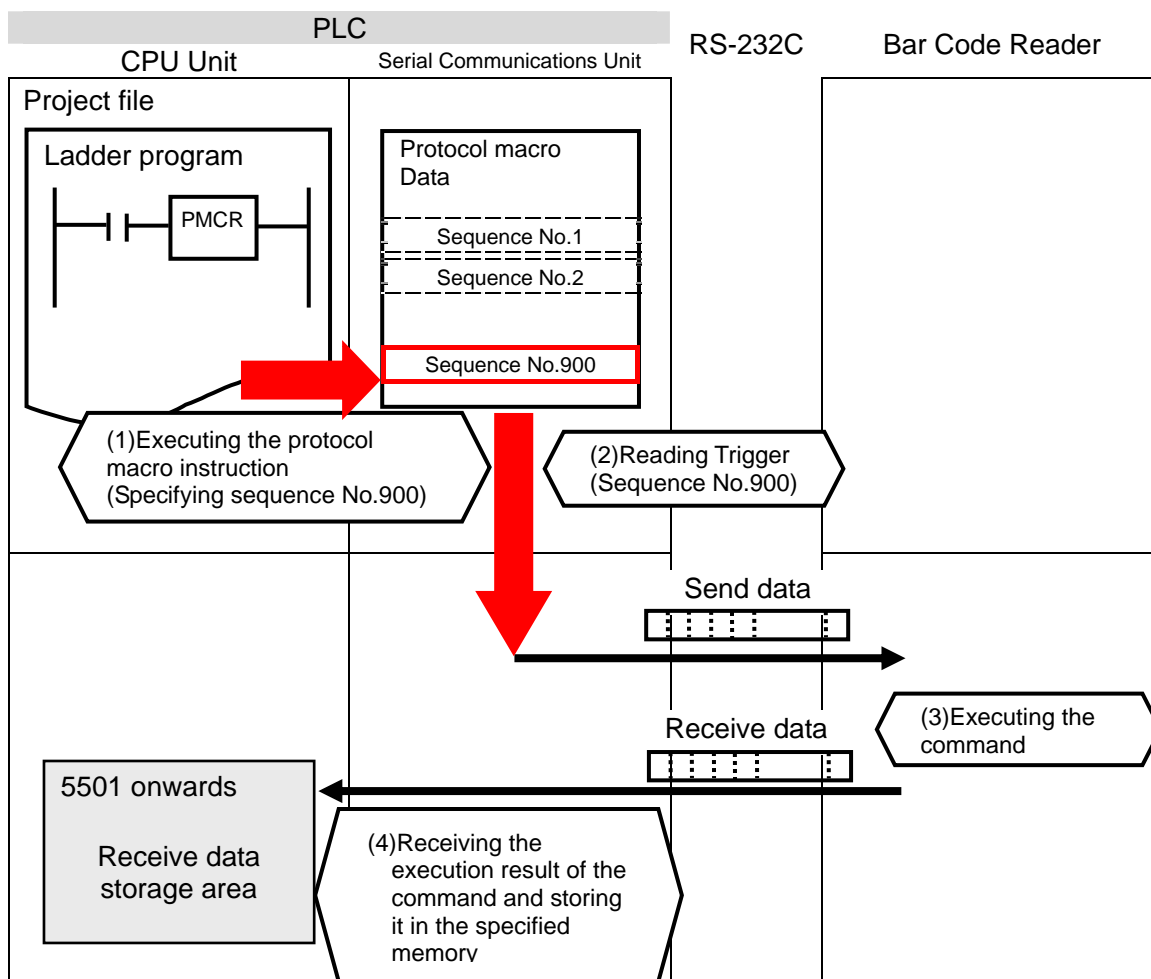 PLC
RS-232C
Bar Code Reader
CPU Unit
Serial Communications Unit
Project file
Ladder program
PMCR
Protocol macro
Data
Sequence No.1
Sequence No.2
Sequence No.900
(1)Executing the protocol
macro instruction
(Specifying sequence No.900)
(2)Reading Trigger
(Sequence No.900)
Send data
(3)Executing the
command
Receive data
5501 onwards
Receive data
storage area
(4)Receiving the
execution result of the
command and storing
it in the specified
memory